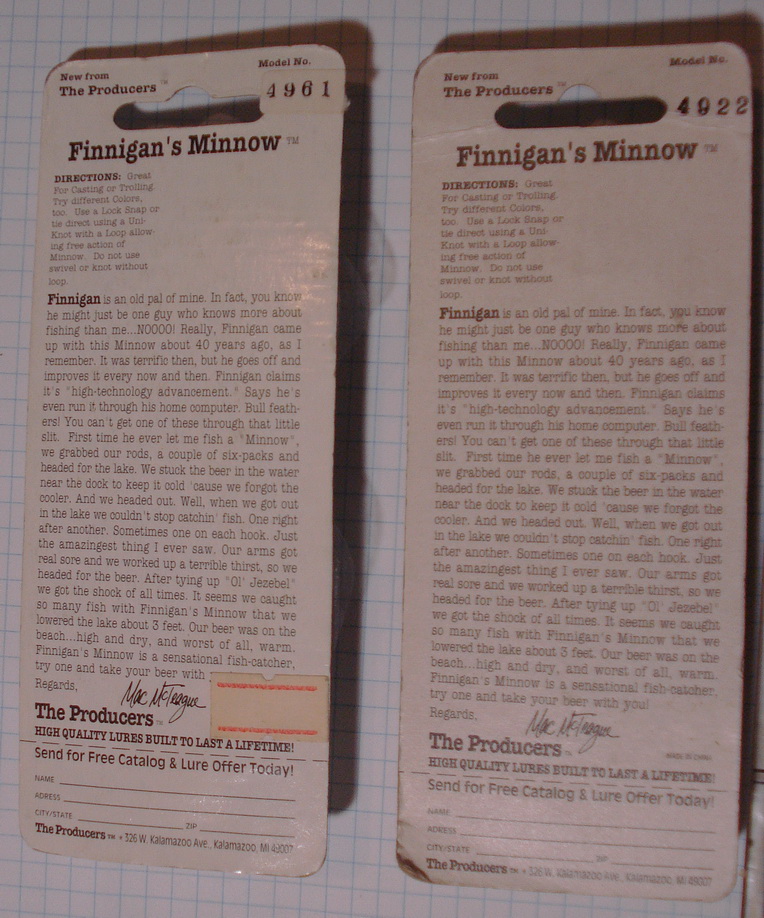 New from
The Producers ™
Model No.
4961
Finnigan's Minnow ™
DIRECTIONS: Great
For Casting or Trolling.
Try different Colors,
too. Use a Lock Snap or
tie direct using a Uni-
Knot with a Loop allow-
ing free action of
Minnow. Do not use
swivel or knot without
loop.
Finnigan is an old pal of mine. In fact, you know
he might just be one guy who knows more about
fishing than me...NOOOO! Really, Finnigan came
up with this Minnow about 40 years ago, as I
remember. It was terrific then, but he goes off and
improves it every now and then. Finnigan claims
it's "high-technology advancement." Says he's
even run it through his home computer. Bull feath-
ers! You can't get one of these through that little
slit. First time he ever let me fish a "Minnow",
we grabbed our rods, a couple of six-packs and
headed for the lake. We stuck the beer in the water
near the dock to keep it cold 'cause we forgot the
cooler. And we headed out. Well, when we got out
in the lake we couldn't stop catchin' fish. One right
after another. Sometimes one on each hook. Just
the amazingest thing I ever saw. Our arms got
real sore and we worked up a terrible thirst, so we
headed for the beer. After tying up "Ol' Jezebel"
we got the shock of all times. It seems we caught
so many fish with Finnigan's Minnow that we
lowered the lake about 3 feet. Our beer was on the
beach...high and dry, and worst of all, warm.
Finnigan's Minnow is a sensational fish-catcher,
try one and take your beer with
Regards,
Mac McTeague
The Producers ™
HIGH QUALITY LURES BUILT TO LAST A LIFETIME!
Send for Free Catalog & Lure Offer Today!
NAME
ADRESS
CITY/STATE ZIP
The Producers ™ • 326 W. Kalamazoo Ave., Kalamazoo, MI 49007
New from
The Producers ™
Model No.
4922
Finnigan's Minnow ™
DIRECTIONS: Great
For Casting or Trolling.
Try different Colors,
too. Use a Lock Snap or
tie direct using a Uni-
Knot with a Loop allow-
ing free action of
Minnow. Do not use
swivel or knot without
loop.
Finnigan is an old pal of mine. In fact, you know
he might just be one guy who knows more about
fishing than me...NOOOO! Really, Finnigan came
up with this Minnow about 40 years ago, as I
remember. It was terrific then, but he goes off and
improves it every now and then. Finnigan claims
it's "high-technology advancement." Says he's
even run it through his home computer. Bull feath-
ers! You can't get one of these through that little
slit. First time he ever let me fish a "Minnow",
we grabbed our rods, a couple of six-packs and
headed for the lake. We stuck the beer in the water
near the dock to keep it cold 'cause we forgot the
cooler. And we headed out. Well, when we got out
in the lake we couldn't stop catchin' fish. One right
after another. Sometimes one on each hook. Just
the amazingest thing I ever saw. Our arms got
real sore and we worked up a terrible thirst, so we
headed for the beer. After tying up "Ol' Jezebel"
we got the shock of all times. It seems we caught
so many fish with Finnigan's Minnow that we
lowered the lake about 3 feet. Our beer was on the
beach...high and dry, and worst of all, warm.
Finnigan's Minnow is a sensational fish-catcher,
try one and take your beer with you!
Regards,
Mac McTeague
The Producers ™
MADE IN CHINA
HIGH QUALITY LURES BUILT TO LAST A LIFETIME!
Send for Free Catalog & Lure Offer Today!
NAME
ADRESS
CITY/STATE ZIP
The Producers ™ • 326 W. Kalamazoo Ave., Kalamazoo, MI 49007